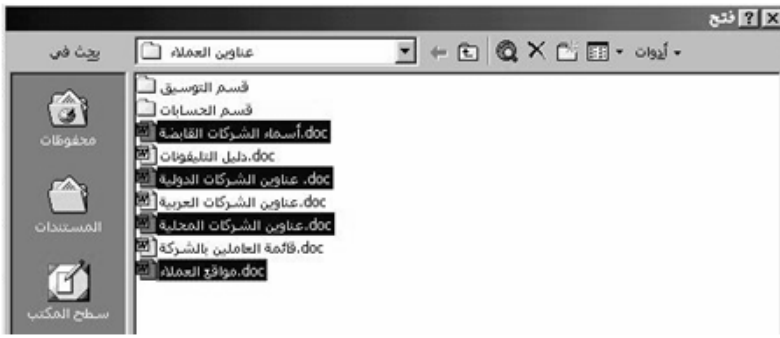 فتح
يبحث في
عناوين العملاء
أدوات
قسم التوسيق
قسم الحسابات
أسماء الشركات القابضة.doc
دليل التليفونات.doc
عناوين الشركات الدولية .doc
عناوين الشركات العربية.doc
عناوين الشركات المحلية.doc
قائمة العاملين بالشركة.doc
مواقع العملاء.doc
محفوظات
المستندات
سطح المكتب